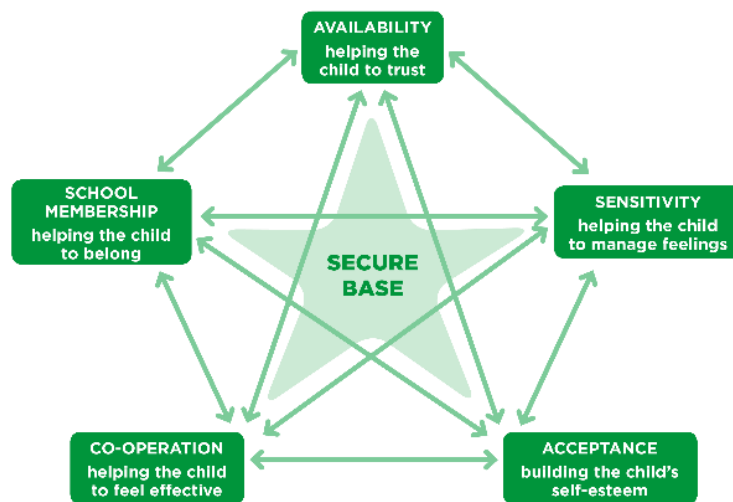 AVAILABILITY
helping the
child to trust
SCHOOL
MEMBERSHIP
helping the child
to belong
SENSITIVITY
helping the child
to manage feelings
SECURE
BASE
CO-OPERATION
helping the child
to feel effective
ACCEPTANCE
building the child's
self-esteem